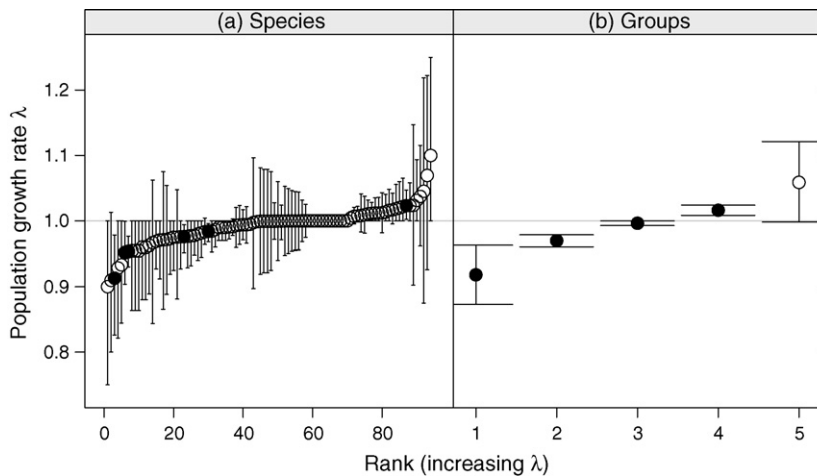 (a) Species
(b) Groups
Population growth rate λ
1.2
1.1
1.0
0.9
0.8
0 20 40 60 80
1 2 3 4 5
Rank (increasing λ)